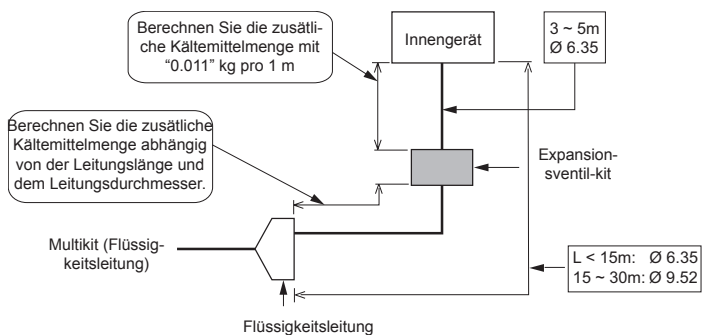 Berechnen Sie die zusätli-
che Kältemittelmenge mit
“0.011” kg pro 1 m
Innengerät
3 ~ 5m
Ø 6.35
Berechnen Sie die zusätliche
Kältemittelmenge abhängig
von der Leitungslänge und
dem Leitungsdurchmesser.
Expansion-
sventil-kit
Multikit (Flüssig-
keitsleitung)
L < 15m: Ø 6.35
15 ~ 30m: Ø 9.52
Flüssigkeitsleitung